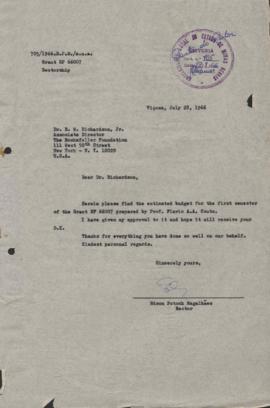 705/1966.E.P.M./s.s.s.
Grant RF 66007
Rectorship
Viçosa, July 28, 1966
Dr. R. W. Richardson, Jr.
Associate Director
The Rockefeller Foundation
111 West 50th Street
New York - N. Y. 10020
U.S.A.
Dear Dr. Richardson,
Herein please find the estimated budget for the first semester
of the Grant RF 66007 prepared by Prof. Flavio A.A. Couto.
I have given my approval to it and hope it will receive your
O.K.
Thanks for everything you have done so well on our behalf.
Kindest personal regards.
Sincerely yours,
Edson Potsch Magalhães
Rector